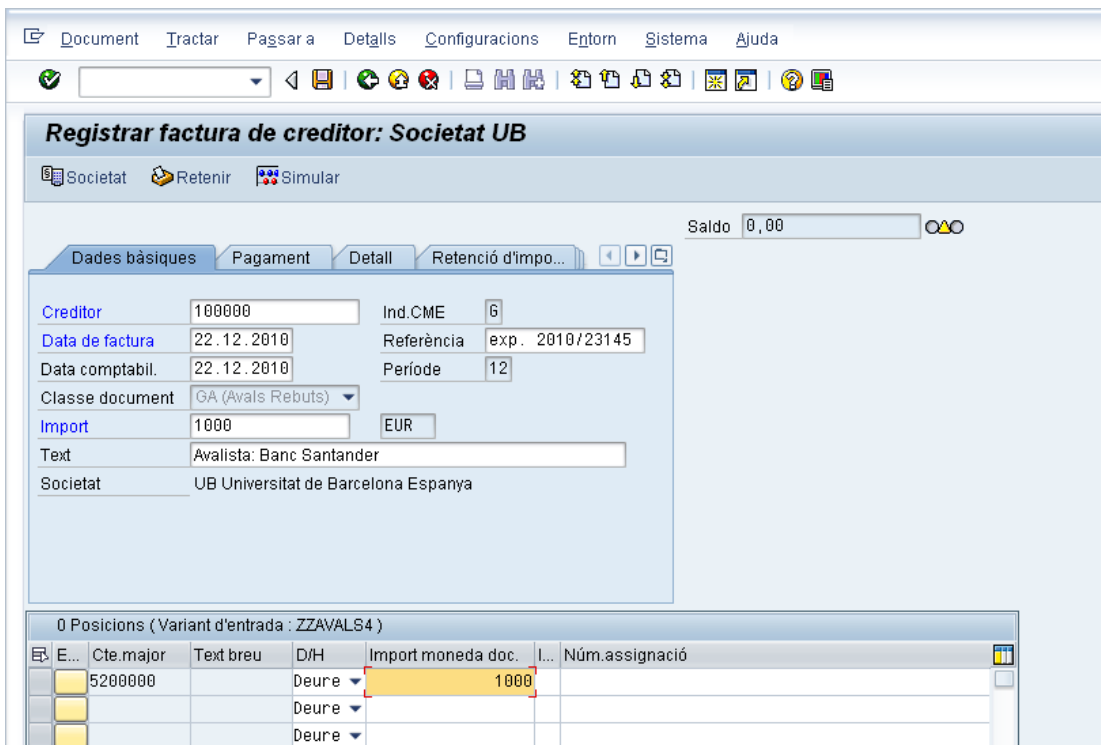 Document Tractar Passar a Detalls Configuracions Entorn Sistema Ajuda
Registrar factura de creditor: Societat UB
Societat Retenir Simular
Saldo 0,00
Dades bàsiques Pagament Detall Retenció d'impo...
Creditor 100000 Ind.CME G
Data de factura 22.12.2010 Referència exp. 2010/23145
Data comptabil. 22.12.2010 Període 12
Classe document GA (Avals Rebuts)
Import 1000 EUR
Text Avalista: Banc Santander
Societat UB Universitat de Barcelona Espanya
0 Posicions ( Variant d'entrada : ZZAVALS4 )
E... Cte.major Text breu D/H Import moneda doc. I... Núm.assignació
5200000 Deure 1000
Deure
Deure